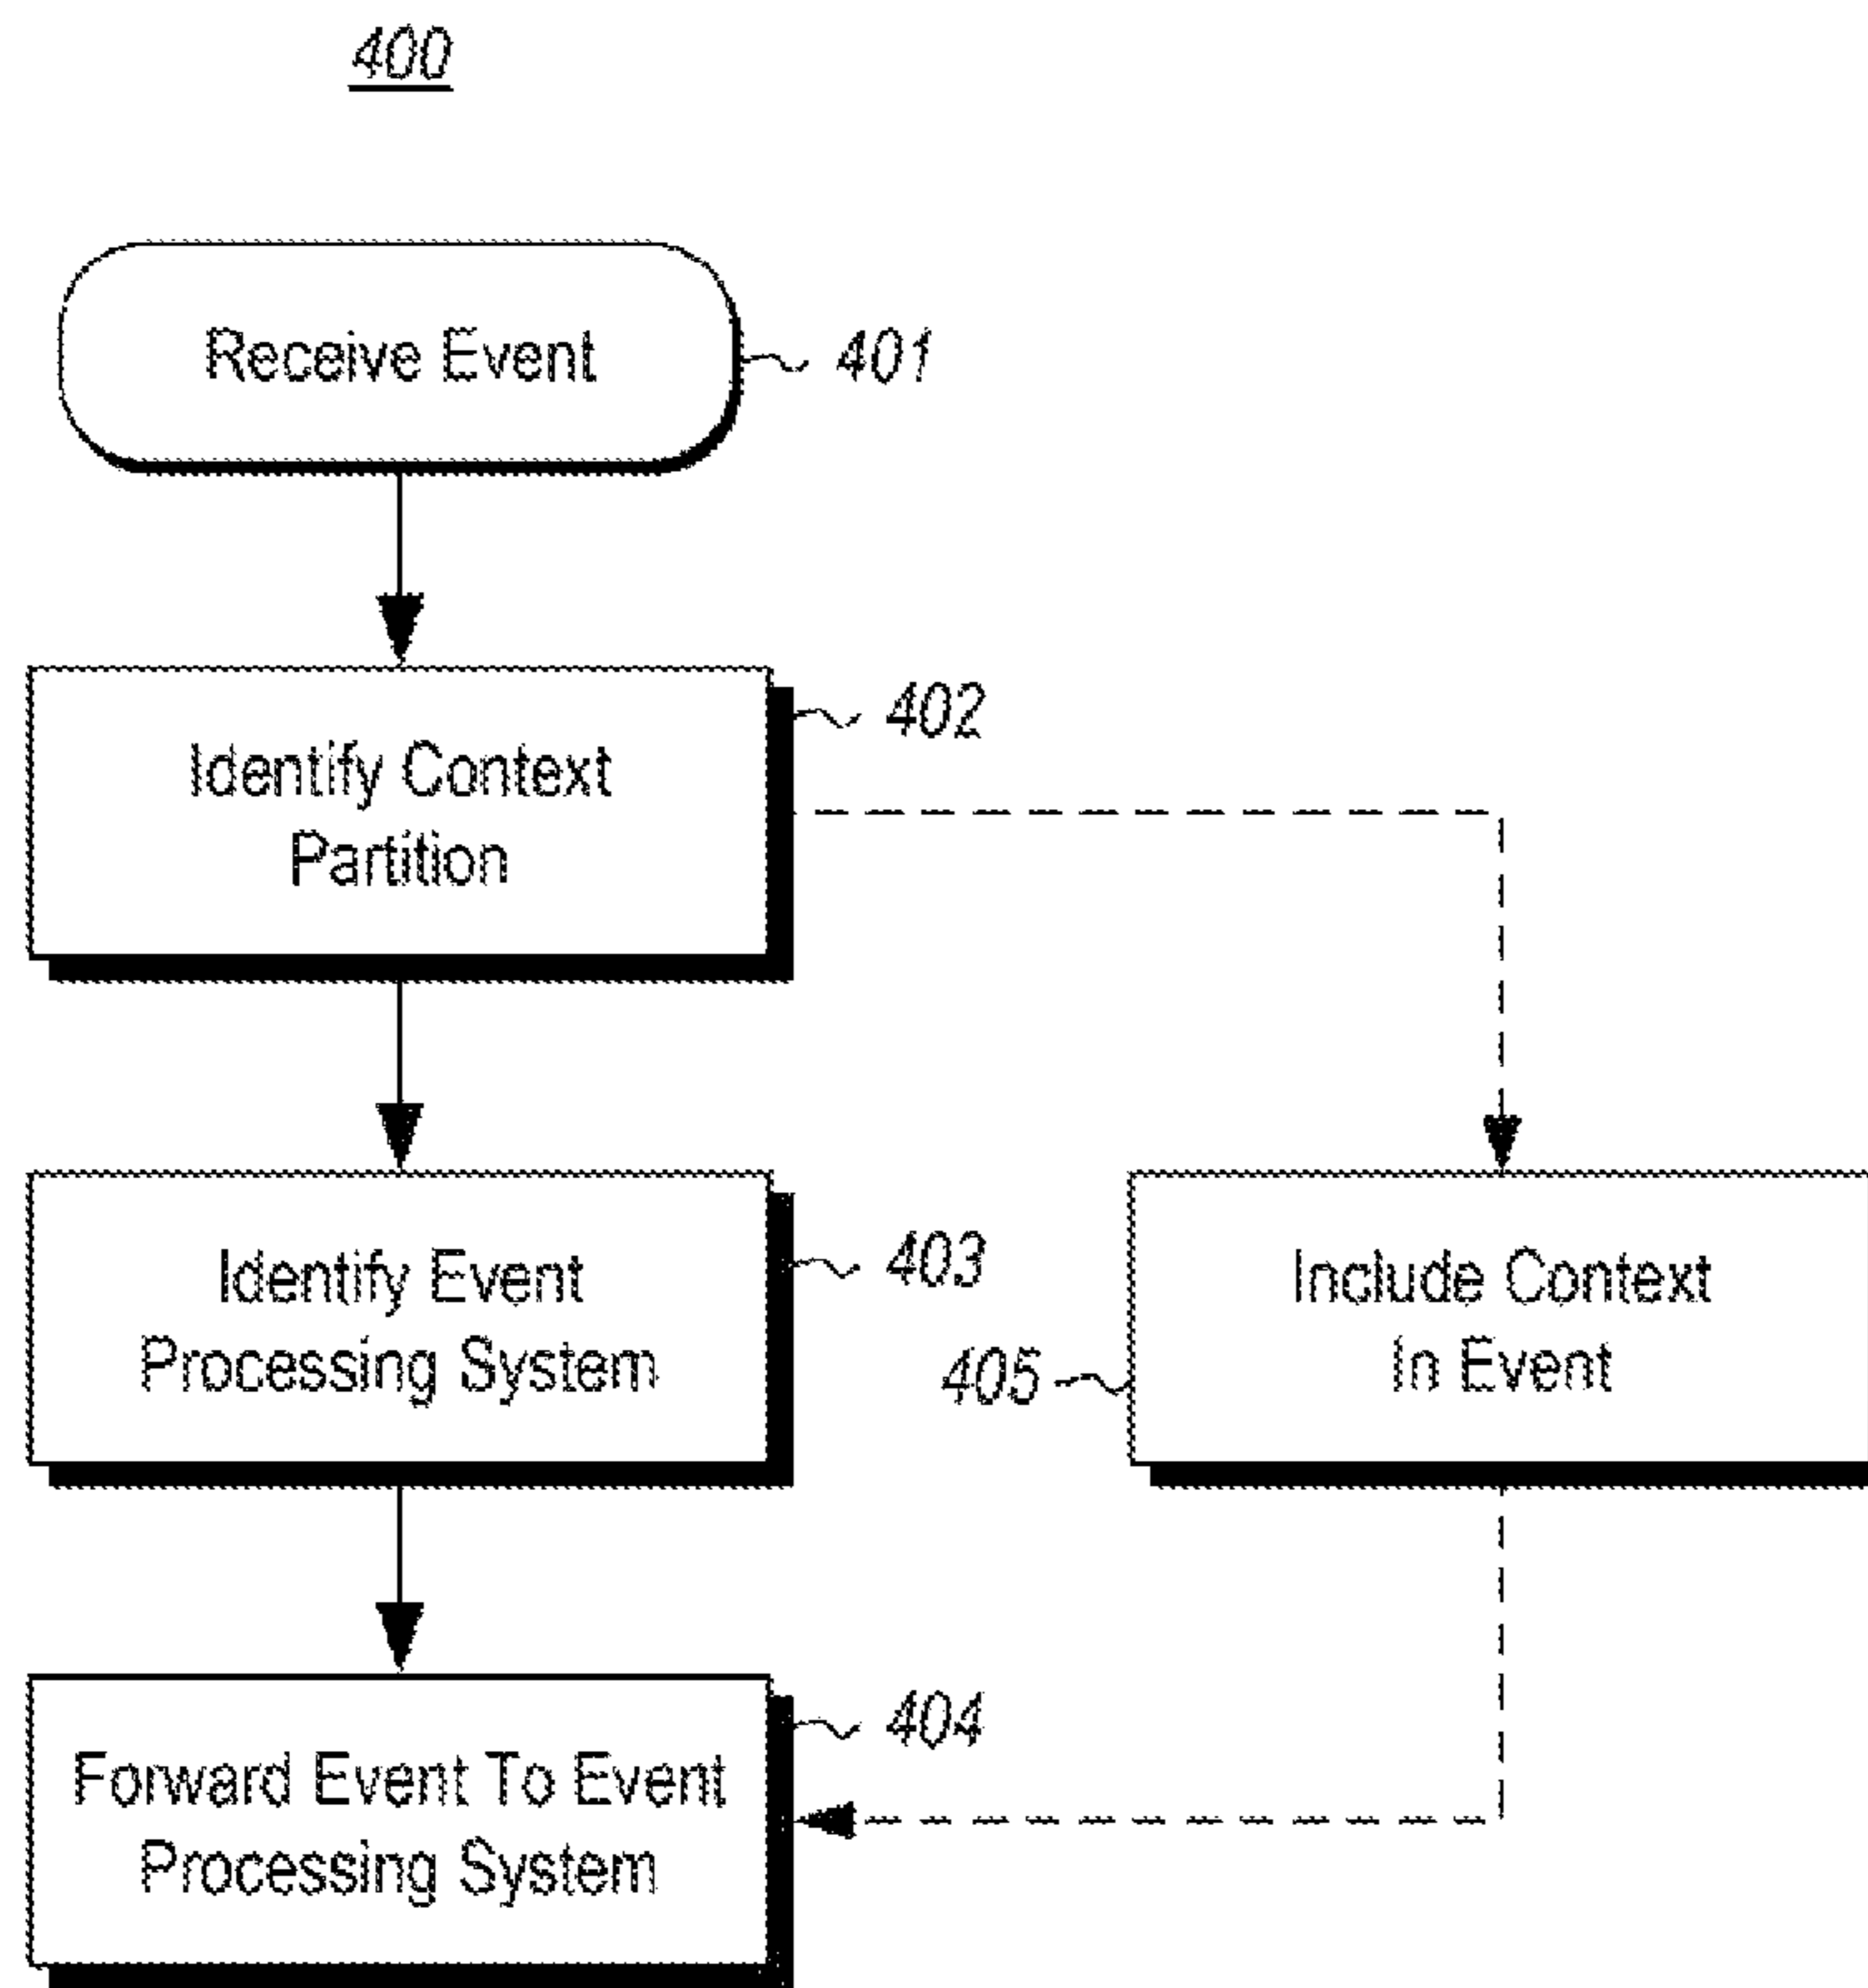 400
Receive Event
401
Identify Context
Partition
402
Identify Event
Processing System
403
Include Context
In Event
405
Forward Event To Event
Processing System
404